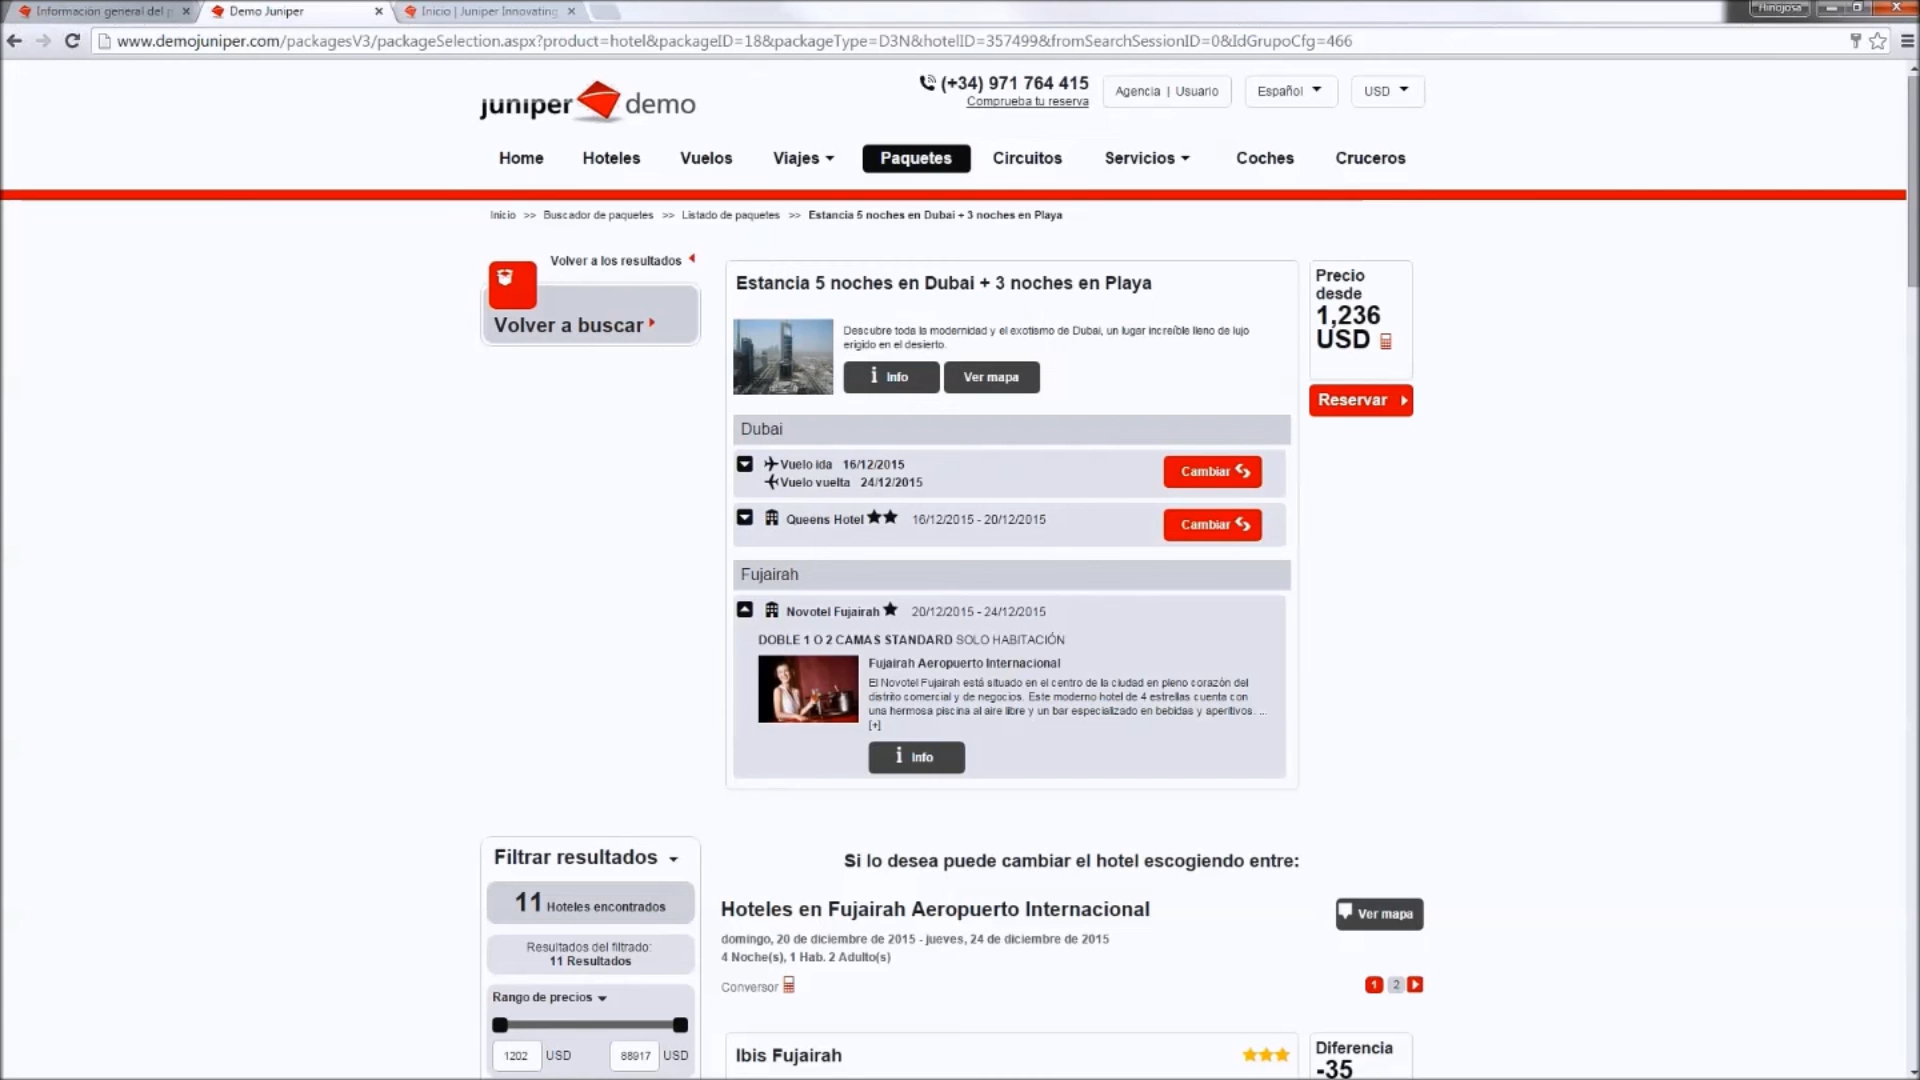 Información general del p
Demo Juniper
Inicio | Juniper Innovating
Hinojosa
www.demojuniper.com/packagesV3/packageSelection.aspx?product=hotel&packageID=18&packageType=D3N&hotelID=357499&fromSearchSessionID=0&IdGrupoCfg=466
juniper demo
(+34) 971 764 415
Comprueba tu reserva
Agencia | Usuario
Español
USD
Home Hoteles Vuelos Viajes Paquetes Circuitos Servicios Coches Cruceros
Inicio >> Buscador de paquetes >> Listado de paquetes >> Estancia 5 noches en Dubai + 3 noches en Playa
Volver a los resultados
Volver a buscar
Estancia 5 noches en Dubai + 3 noches en Playa
Descubre toda la modernidad y el exotismo de Dubai, un lugar increíble lleno de lujo
erigido en el desierto.
i Info
Ver mapa
Precio
desde
1,236
USD
Reservar
Dubai
Vuelo ida 16/12/2015
Vuelo vuelta 24/12/2015
Cambiar
Queens Hotel 16/12/2015 - 20/12/2015
Cambiar
Fujairah
Novotel Fujairah 20/12/2015 - 24/12/2015
DOBLE 1 O 2 CAMAS STANDARD SOLO HABITACIÓN
Fujairah Aeropuerto Internacional
El Novotel Fujairah está situado en el centro de la ciudad en pleno corazón del
distrito comercial y de negocios. Este moderno hotel de 4 estrellas cuenta con
una hermosa piscina al aire libre y un bar especializado en bebidas y aperitivos. ...
[+]
i Info
Filtrar resultados
11 Hoteles encontrados
Resultados del filtrado:
11 Resultados
Rango de precios
1202 USD 88917 USD
Si lo desea puede cambiar el hotel escogiendo entre:
Hoteles en Fujairah Aeropuerto Internacional
Ver mapa
domingo, 20 de diciembre de 2015 - jueves, 24 de diciembre de 2015
4 Noche(s), 1 Hab. 2 Adulto(s)
Conversor
1 2
Ibis Fujairah
Diferencia
-35